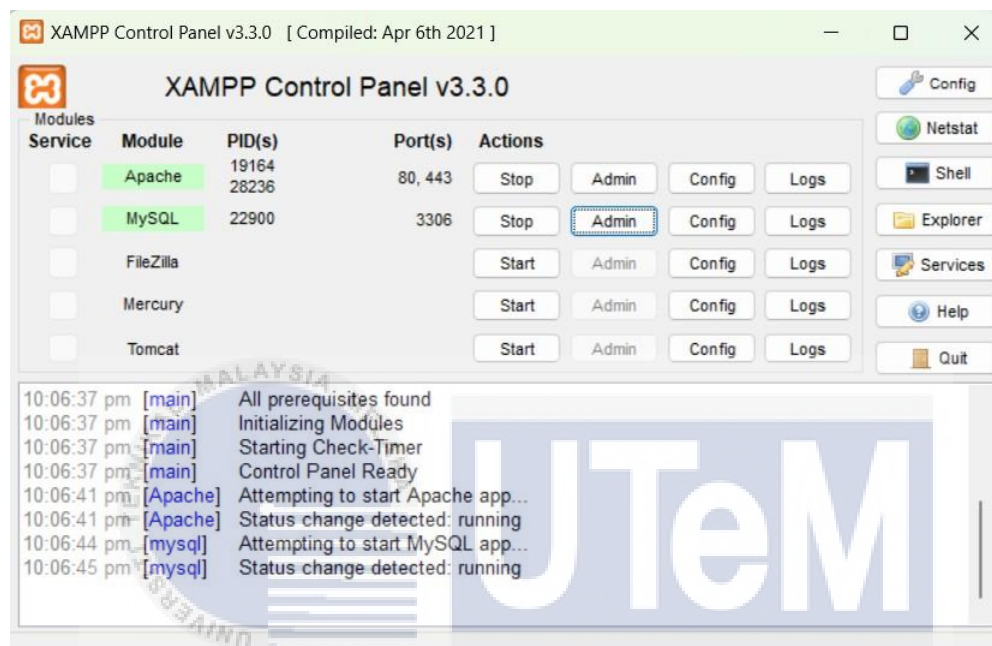 XAMPP Control Panel v3.3.0 [ Compiled: Apr 6th 2021 ]
XAMPP Control Panel v3.3.0
Config
Modules
Service Module PID(s) Port(s) Actions
Netstat
Apache 19164 28236 80, 443 Stop Admin Config Logs
Shell
MySQL 22900 3306 Stop Admin Config Logs
Explorer
FileZilla Start Admin Config Logs
Services
Mercury Start Admin Config Logs
Help
Tomcat Start Admin Config Logs
Quit
10:06:37 pm [main] All prerequisites found
10:06:37 pm [main] Initializing Modules
10:06:37 pm [main] Starting Check-Timer
10:06:37 pm [main] Control Panel Ready
10:06:41 pm [Apache] Attempting to start Apache app...
10:06:41 pm [Apache] Status change detected: running
10:06:44 pm [mysql] Attempting to start MySQL app...
10:06:45 pm [mysql] Status change detected: running
MALAYSIA
UTeM